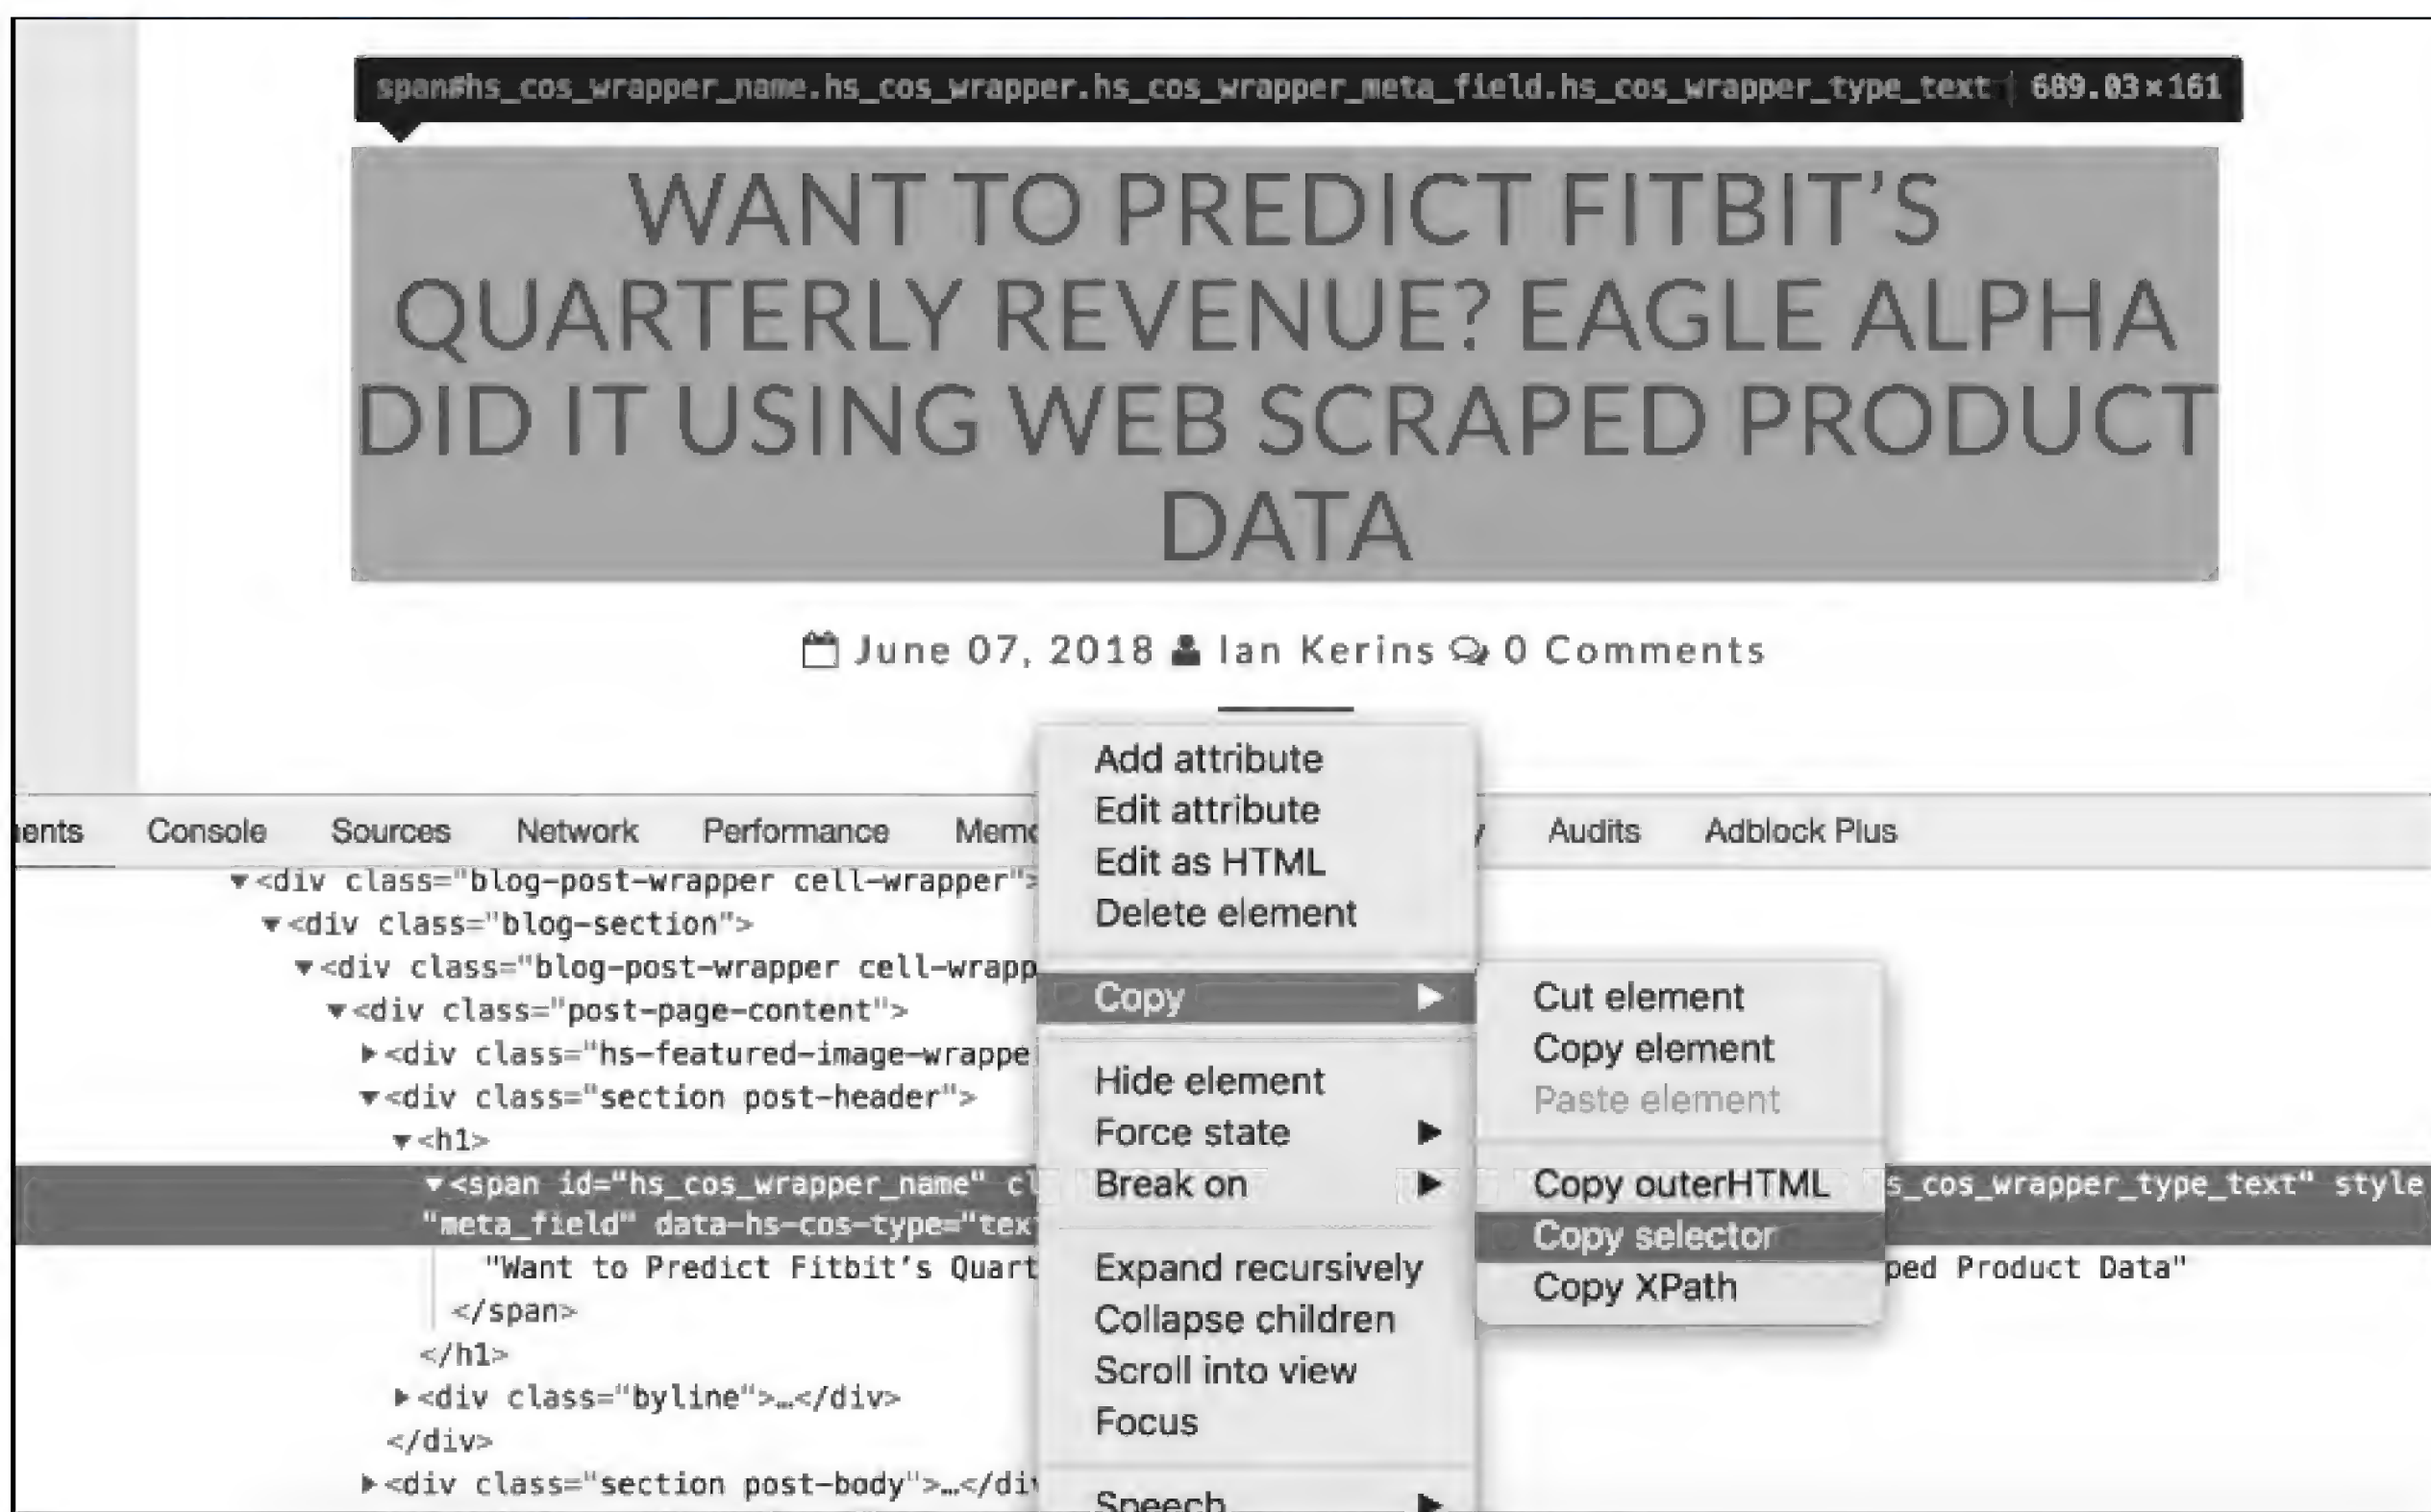 span#hs_cos_wrapper_name.hs_cos_wrapper.hs_cos_wrapper_meta_field.hs_cos_wrapper_type_text | 689.03×161
WANT TO PREDICT FITBIT’S
QUARTERLY REVENUE? EAGLE ALPHA
DID IT USING WEB SCRAPED PRODUCT
DATA
June 07, 2018 Ian Kerins 0 Comments
Add attribute
Edit attribute
Edit as HTML
Delete element
Copy
Hide element
Force state
Break on
Expand recursively
Collapse children
Scroll into view
Focus
Speech
Cut element
Copy element
Paste element
Copy outerHTML
Copy selector
Copy XPath
ents Console Sources Network Performance Memo y Audits Adblock Plus
▼<div class="blog-post-wrapper cell-wrapper">
▼<div class="blog-section">
▼<div class="blog-post-wrapper cell-wrapp
▼<div class="post-page-content">
▶<div class="hs-featured-image-wrappe
▼<div class="section post-header">
▼<h1>
▼<span id="hs_cos_wrapper_name" cl s_cos_wrapper_type_text" style
"meta_field" data-hs-cos-type="tex
"Want to Predict Fitbit's Quart ped Product Data"
</span>
</h1>
▶<div class="byline">…</div>
</div>
▶<div class="section post-body">…</di